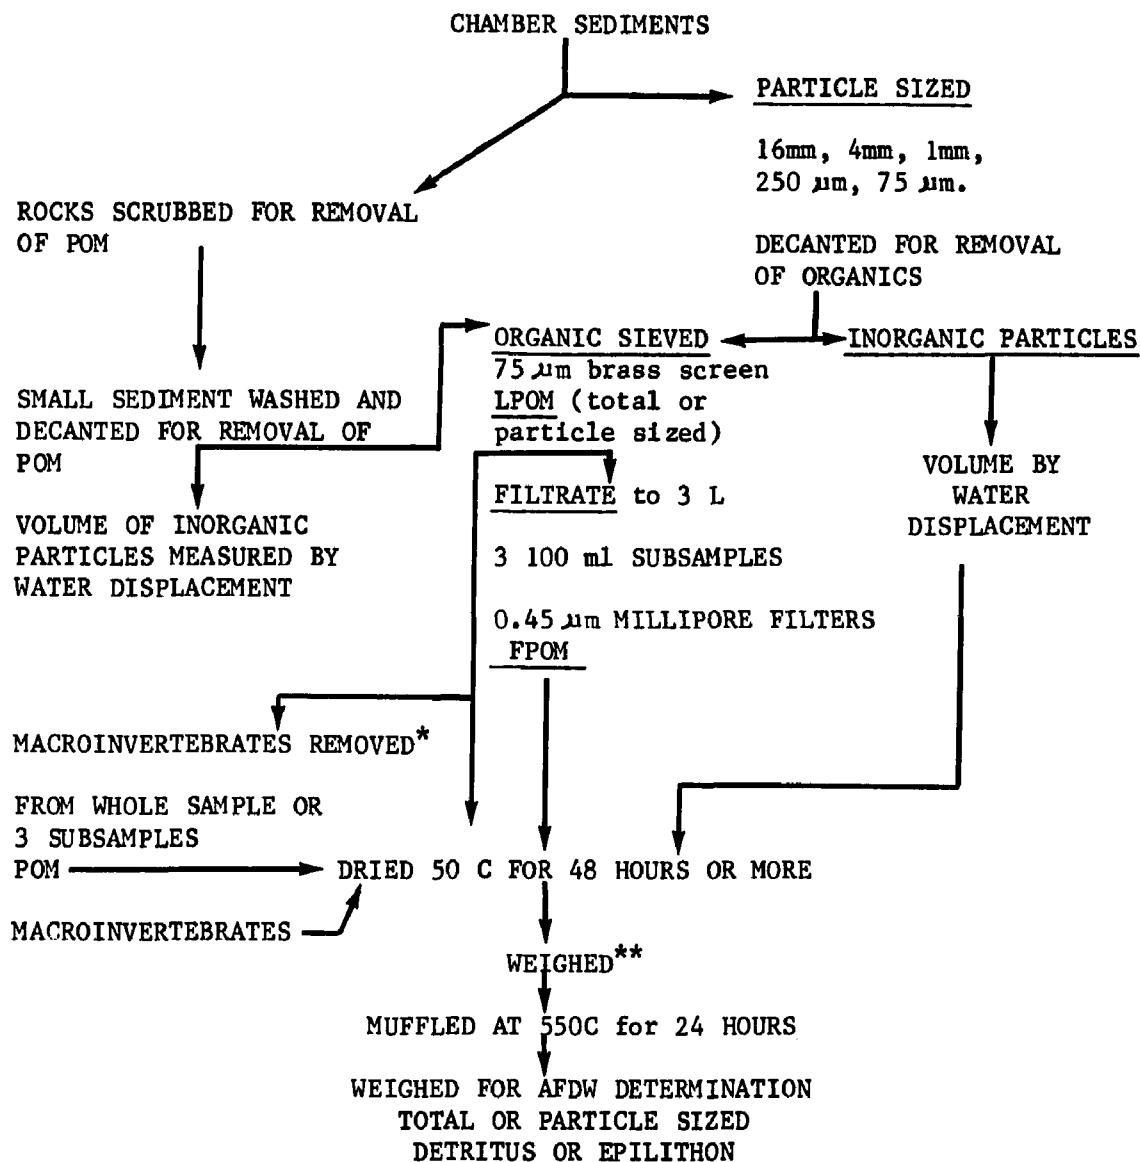 CHAMBER SEDIMENTS
PARTICLE SIZED
16mm, 4mm, 1mm,
250 µm, 75 µm.
ROCKS SCRUBBED FOR REMOVAL
OF POM
DECANTED FOR REMOVAL
OF ORGANICS
ORGANIC SIEVED
75 µm brass screen
LPOM (total or
particle sized)
INORGANIC PARTICLES
SMALL SEDIMENT WASHED AND
DECANTED FOR REMOVAL OF
POM
VOLUME BY
WATER
DISPLACEMENT
FILTRATE to 3 L
VOLUME OF INORGANIC
PARTICLES MEASURED BY
WATER DISPLACEMENT
3 100 ml SUBSAMPLES
0.45 µm MILLIPORE FILTERS
FPOM
MACROINVERTEBRATES REMOVED*
FROM WHOLE SAMPLE OR
3 SUBSAMPLES
POM
DRIED 50 C FOR 48 HOURS OR MORE
MACROINVERTEBRATES
WEIGHED**
MUFFLED AT 550C for 24 HOURS
WEIGHED FOR AFDW DETERMINATION
TOTAL OR PARTICLE SIZED
DETRITUS OR EPILITHON